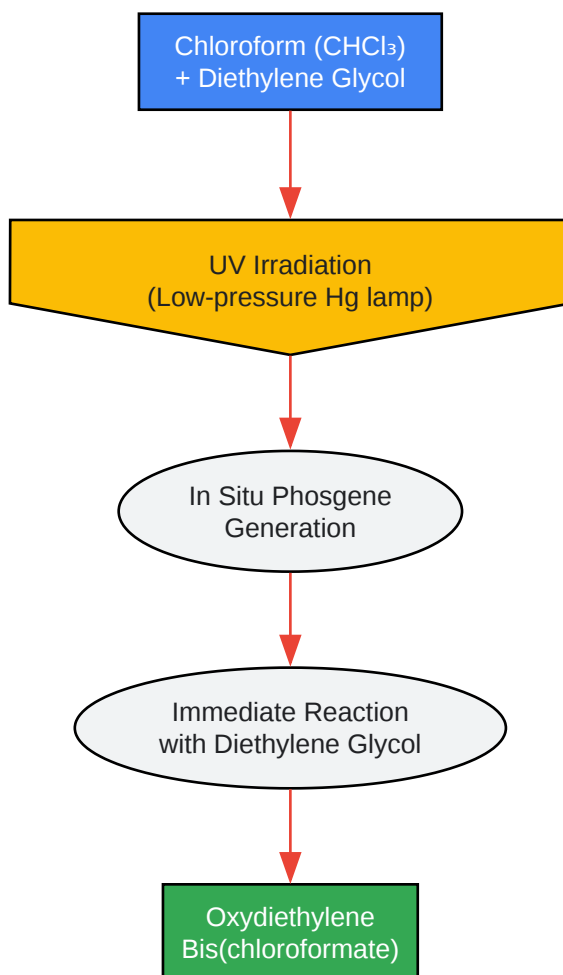 Chloroform (CHCl₃)
+ Diethylene Glycol
UV Irradiation
(Low-pressure Hg lamp)
In Situ Phosgene
Generation
Immediate Reaction
with Diethylene Glycol
Oxydiethylene
Bis(chloroformate)